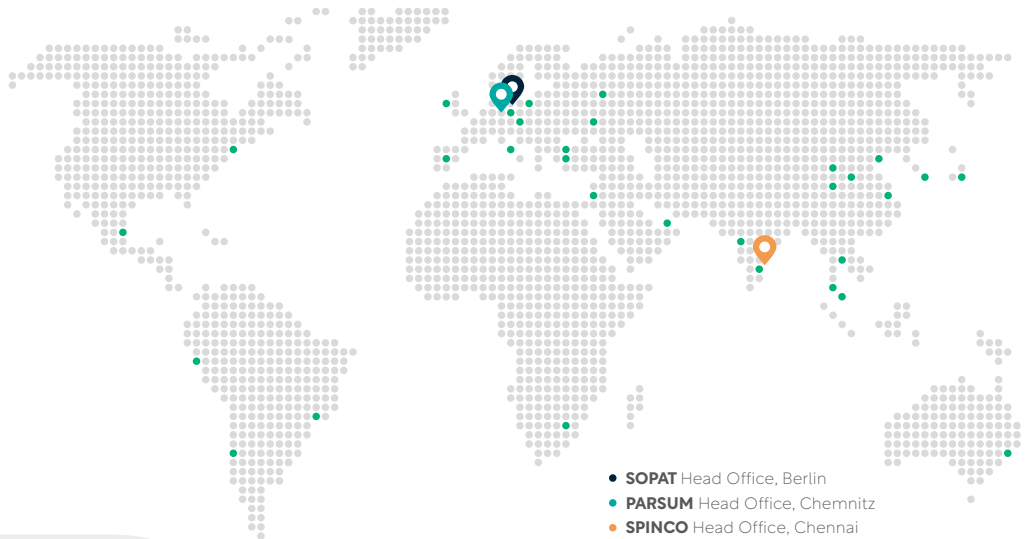 SOPAT Head Office, Berlin
PARSUM Head Office, Chemnitz
SPINCO Head Office, Chennai